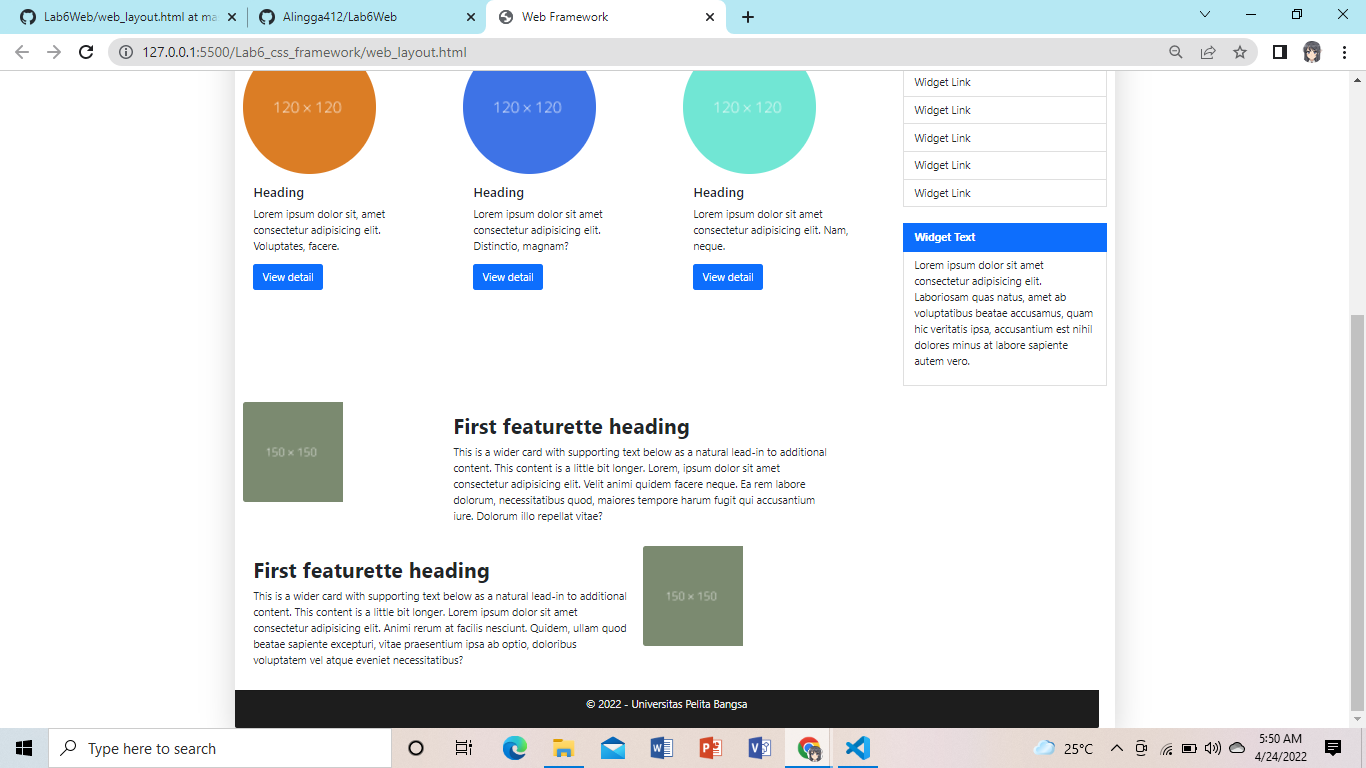 Lab6Web/web_layout.html at ma
Alingga412/Lab6Web
Web Framework
127.0.0.1:5500/Lab6_css_framework/web_layout.html
120 × 120
120 × 120
120 × 120
Heading
Lorem ipsum dolor sit, amet
consectetur adipisicing elit.
Voluptates, facere.
View detail
Heading
Lorem ipsum dolor sit amet
consectetur adipisicing elit.
Distinctio, magnam?
View detail
Heading
Lorem ipsum dolor sit amet
consectetur adipisicing elit. Nam,
neque.
View detail
Widget Link
Widget Link
Widget Link
Widget Link
Widget Link
Widget Text
Lorem ipsum dolor sit amet
consectetur adipisicing elit.
Laboriosam quas natus, amet ab
voluptatibus beatae accusamus, quam
hic veritatis ipsa, accusantium est nihil
dolores minus at labore sapiente
autem vero.
150 × 150
First featurette heading
This is a wider card with supporting text below as a natural lead-in to additional
content. This content is a little bit longer. Lorem, ipsum dolor sit amet
consectetur adipisicing elit. Velit animi quidem facere neque. Ea rem labore
dolorum, necessitatibus quod, maiores tempore harum fugit qui accusantium
iure. Dolorum illo repellat vitae?
First featurette heading
This is a wider card with supporting text below as a natural lead-in to additional
content. This content is a little bit longer. Lorem ipsum dolor sit amet
consectetur adipisicing elit. Animi rerum at facilis nesciunt. Quidem, ullam quod
beatae sapiente excepturi, vitae praesentium ipsa ab optio, doloribus
voluptatem vel atque eveniet necessitatibus?
150 × 150
© 2022 - Universitas Pelita Bangsa
Type here to search
25°C
5:50 AM
4/24/2022